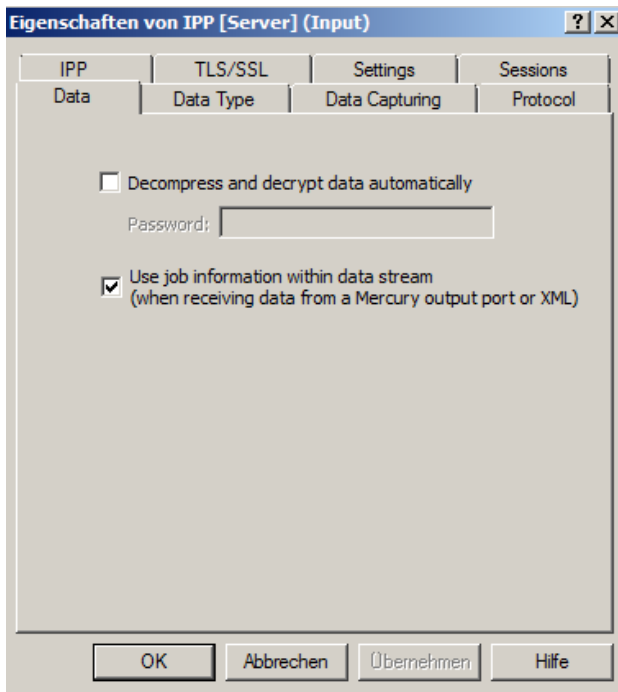 Eigenschaften von IPP [Server] (Input)
IPP TLS/SSL Settings Sessions
Data Data Type Data Capturing Protocol
Decompress and decrypt data automatically
Password:
Use job information within data stream
(when receiving data from a Mercury output port or XML)
OK Abbrechen Übernehmen Hilfe